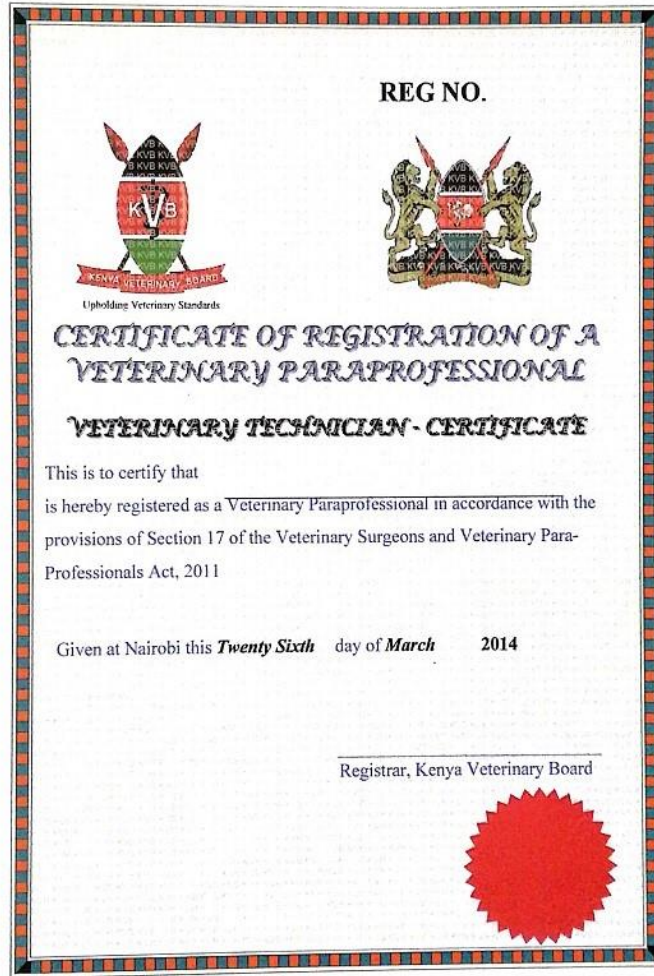 REG NO.
KVB
KENYA VETERINARY BOARD
Upholding Veterinary Standards
CERTIFICATE OF REGISTRATION OF A
VETERINARY PARAPROFESSIONAL
VETERINARY TECHNICIAN - CERTIFICATE
This is to certify that
is hereby registered as a Veterinary Paraprofessional in accordance with the
provisions of Section 17 of the Veterinary Surgeons and Veterinary Para-
Professionals Act, 2011
Given at Nairobi this Twenty Sixth day of March 2014
Registrar, Kenya Veterinary Board